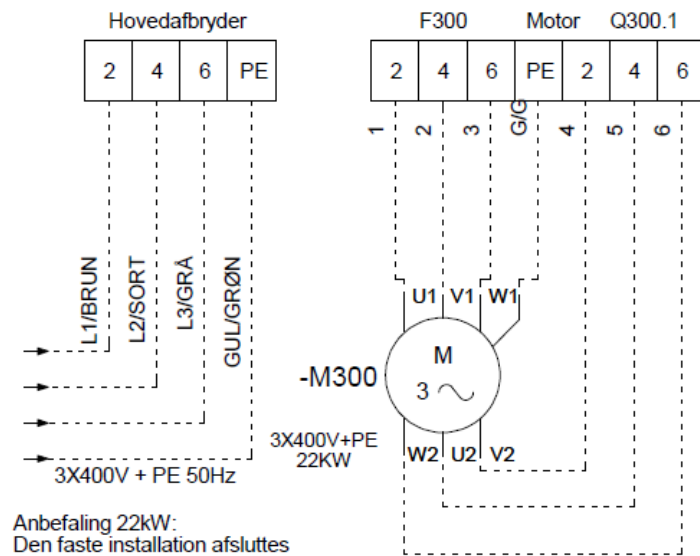 Hovedafbryder
2 4 6 PE
L1/BRUN
L2/SORT
L3/GRÅ
GUL/GRØN
3X400V + PE 50Hz
Anbefaling 22kW:
Den faste installation afsluttes
F300 Motor Q300.1
2 4 6 PE 2 4 6
1 2 3 G/G 4 5 6
U1 V1 W1
M
3
-M300
3X400V+PE
22KW
W2 U2 V2